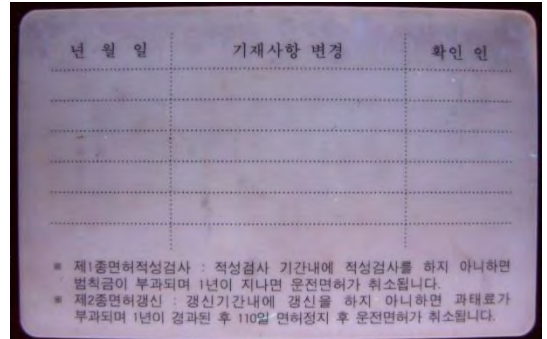 년 월 일 기재사항 변경 확인 인
※ 제1종면허적성검사 : 적성검사 기간내에 적성검사를 하지 아니하면
범칙금이 부과되며 1년이 지나면 운전면허가 취소됩니다.
※ 제2종면허갱신 : 갱신기간내에 갱신을 하지 아니하면 과태료가
부과되며 1년이 경과된 후 110일 면허정지 후 운전면허가 취소됩니다.